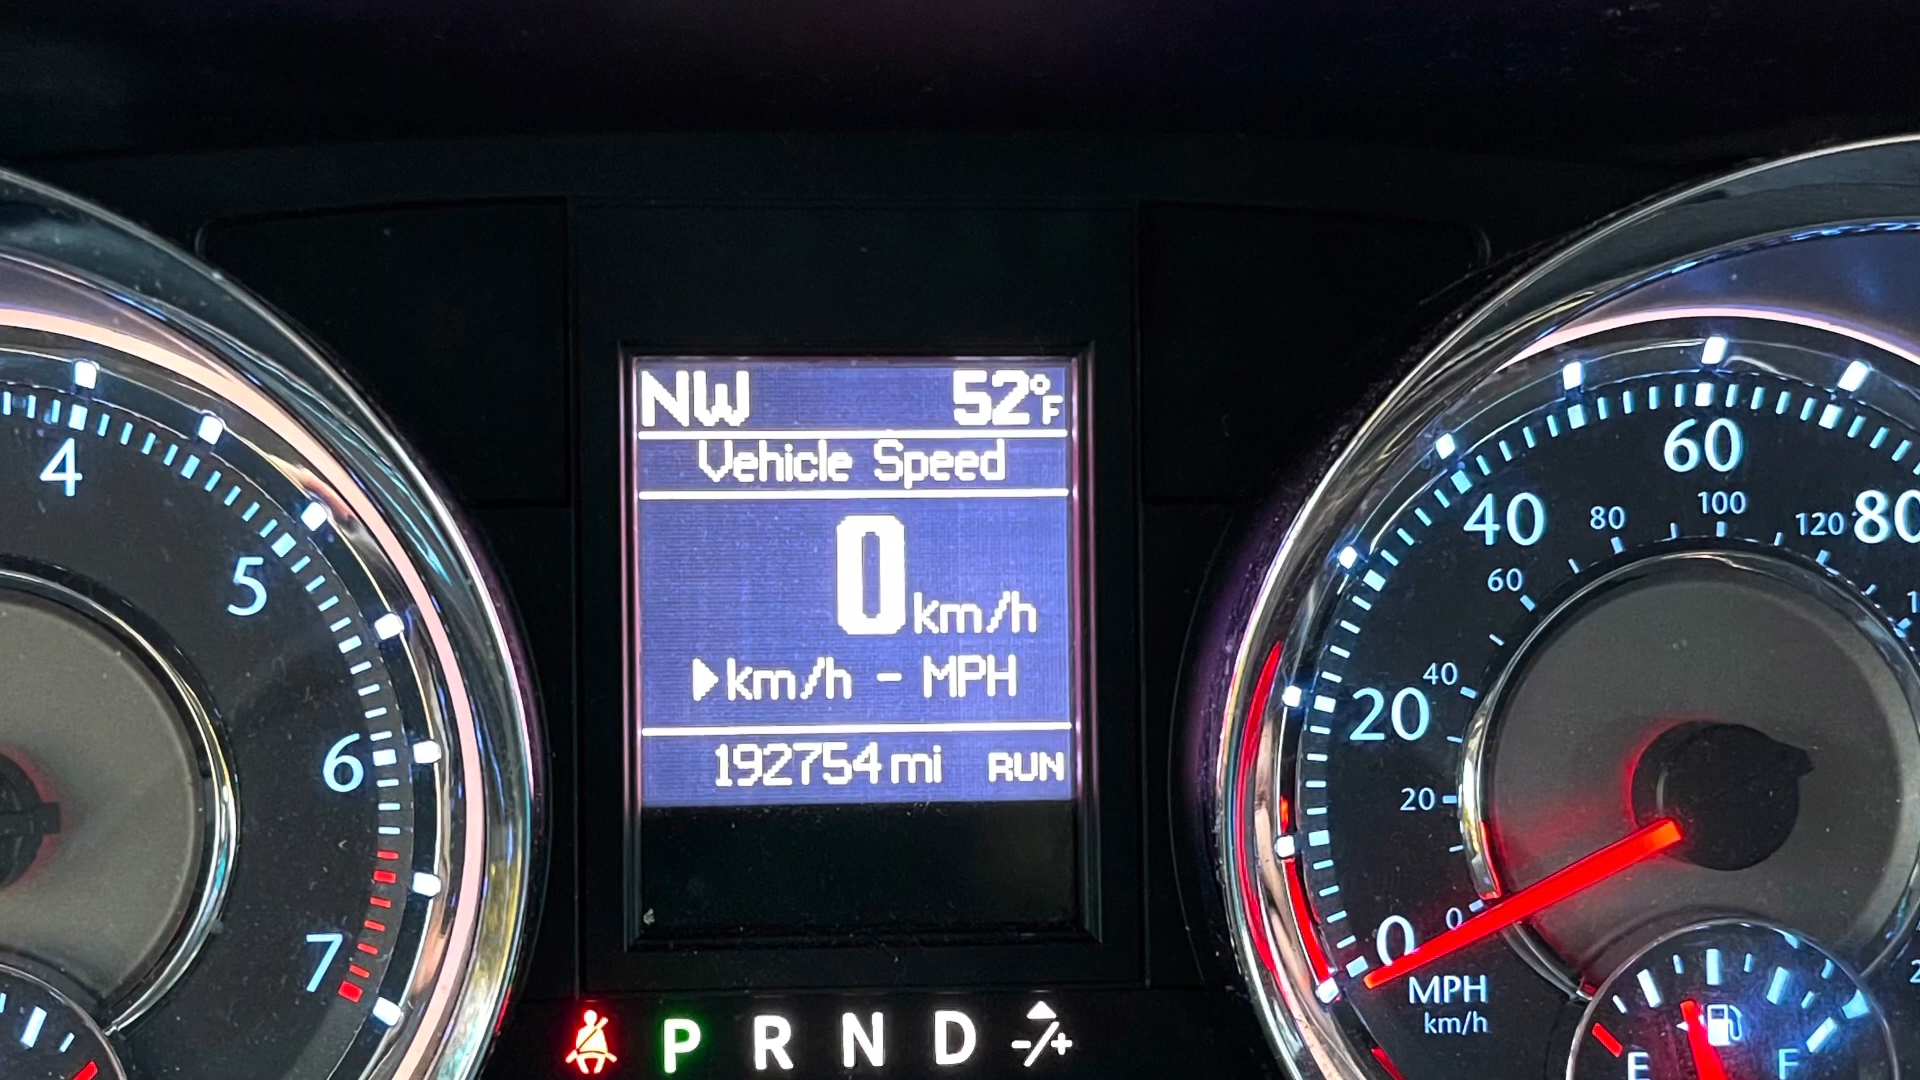 NW 52°F
Vehicle Speed
0 km/h
▶km/h - MPH
192754 mi RUN
4
5
6
7
0
20
40
60
80
0
20
40
60
80
100
120
MPH
km/h
P R N D -/+
E F